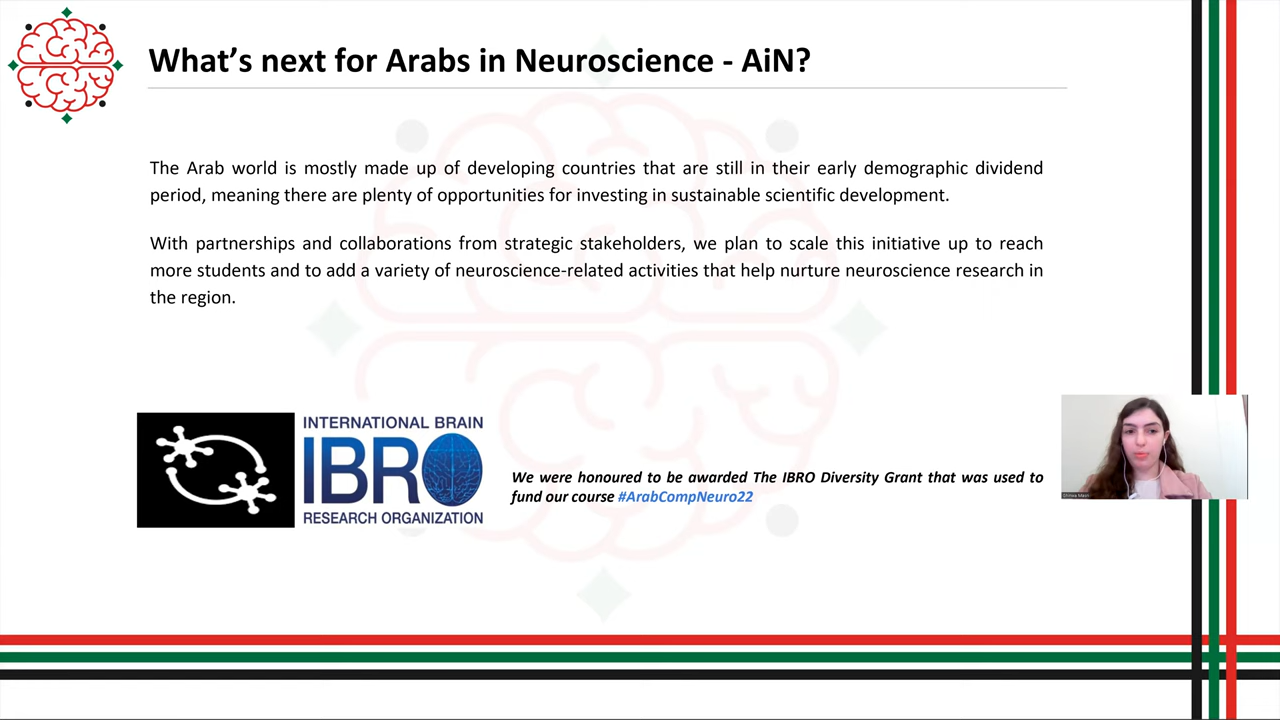 What's next for Arabs in Neuroscience - AiN?
The Arab world is mostly made up of developing countries that are still in their early demographic dividend
period, meaning there are plenty of opportunities for investing in sustainable scientific development.
With partnerships and collaborations from strategic stakeholders, we plan to scale this initiative up to reach
more students and to add a variety of neuroscience-related activities that help nurture neuroscience research in
the region.
INTERNATIONAL BRAIN
IBRO
RESEARCH ORGANIZATION
We were honoured to be awarded The IBRO Diversity Grant that was used to
fund our course #ArabCompNeuro22